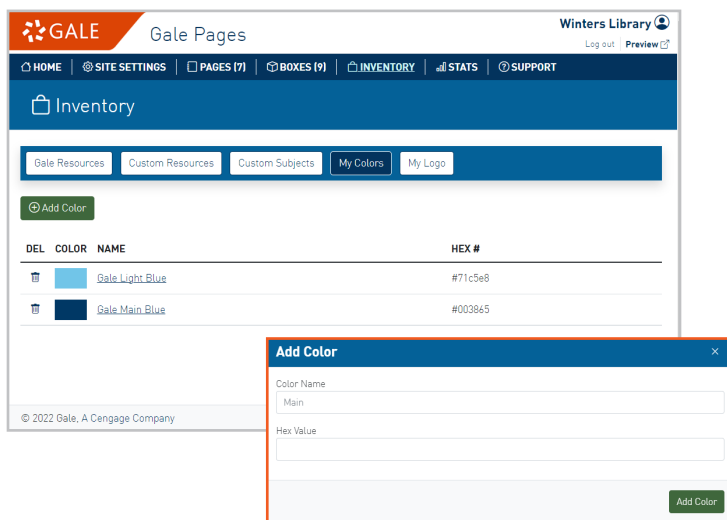 GALE
Gale Pages
Winters Library
Log out Preview
HOME SITE SETTINGS PAGES (7) BOXES (9) INVENTORY STATS SUPPORT
Inventory
Gale Resources Custom Resources Custom Subjects My Colors My Logo
Add Color
DEL COLOR NAME HEX #
Gale Light Blue #71c5e8
Gale Main Blue #003865
© 2022 Gale, A Cengage Company
Add Color ×
Color Name
Main
Hex Value
Add Color